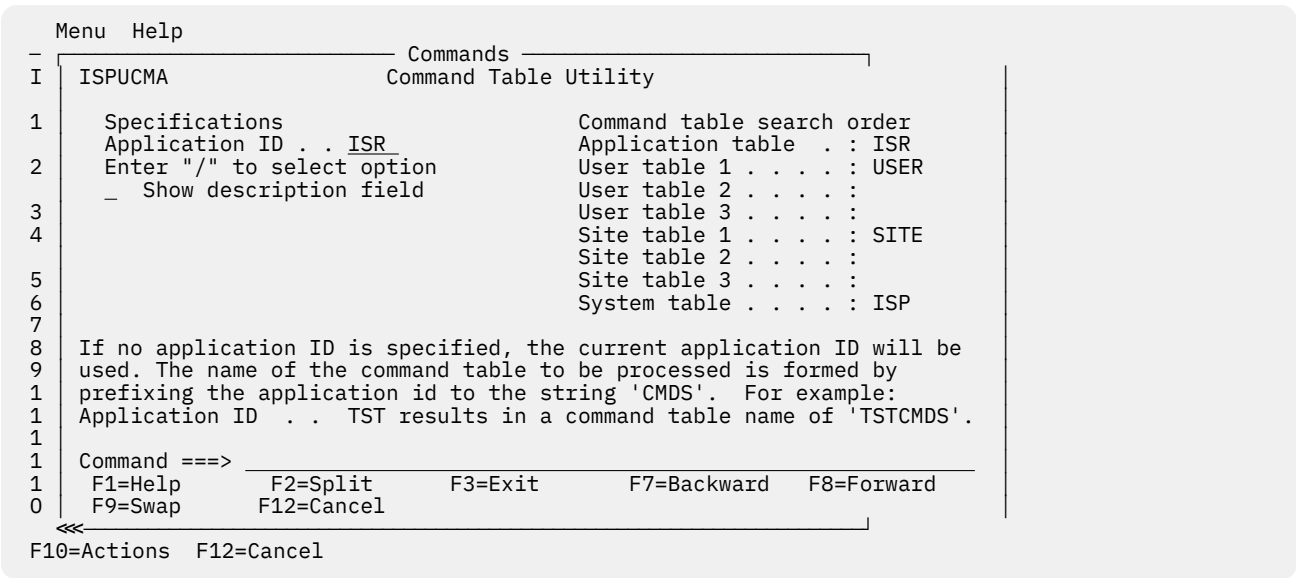 Menu Help
— Commands
I ISPUCMA Command Table Utility
1 Specifications Command table search order
Application ID . . ISR_ Application table . : ISR
2 Enter "/" to select option User table 1 . . . . : USER
_ Show description field User table 2 . . . . :
3 User table 3 . . . . :
4 Site table 1 . . . . : SITE
Site table 2 . . . . :
5 Site table 3 . . . . :
6 System table . . . . : ISP
7
8 If no application ID is specified, the current application ID will be
9 used. The name of the command table to be processed is formed by
1 prefixing the application id to the string 'CMDS'. For example:
1 Application ID . . TST results in a command table name of 'TSTCMDS'.
1
1 Command ===> 
1 F1=Help F2=Split F3=Exit F7=Backward F8=Forward
O F9=Swap F12=Cancel
<<<
F10=Actions F12=Cancel